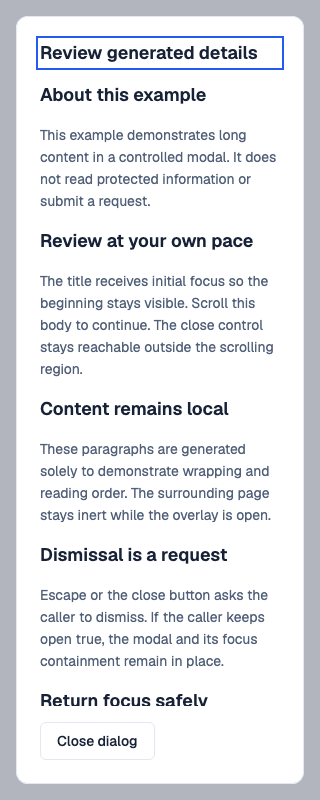 Review generated details
About this example
This example demonstrates long
content in a controlled modal. It does
not read protected information or
submit a request.
Review at your own pace
The title receives initial focus so the
beginning stays visible. Scroll this
body to continue. The close control
stays reachable outside the scrolling
region.
Content remains local
These paragraphs are generated
solely to demonstrate wrapping and
reading order. The surrounding page
stays inert while the overlay is open.
Dismissal is a request
Escape or the close button asks the
caller to dismiss. If the caller keeps
open true, the modal and its focus
containment remain in place.
Return focus safely
Close dialog